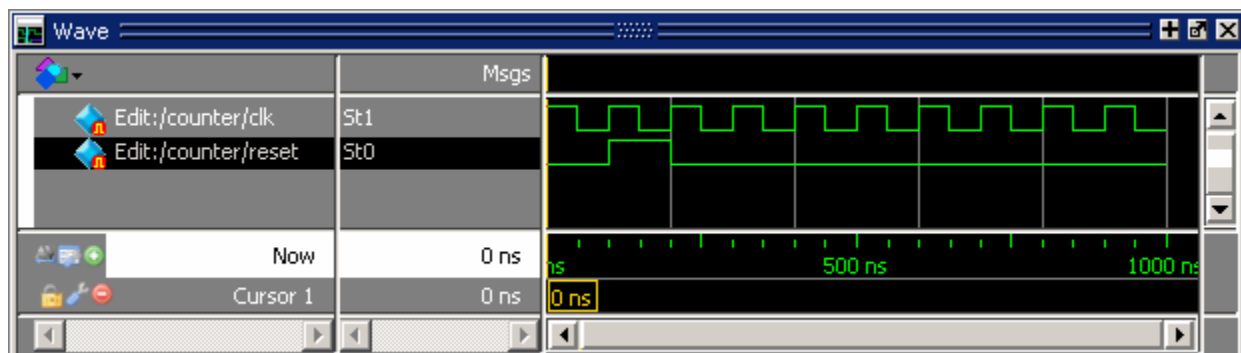 Wave
Msgs
Edit:/counter/clk St1
Edit:/counter/reset St0
Now 0 ns
ns 500 ns 1000 ns
Cursor 1 0 ns 0 ns